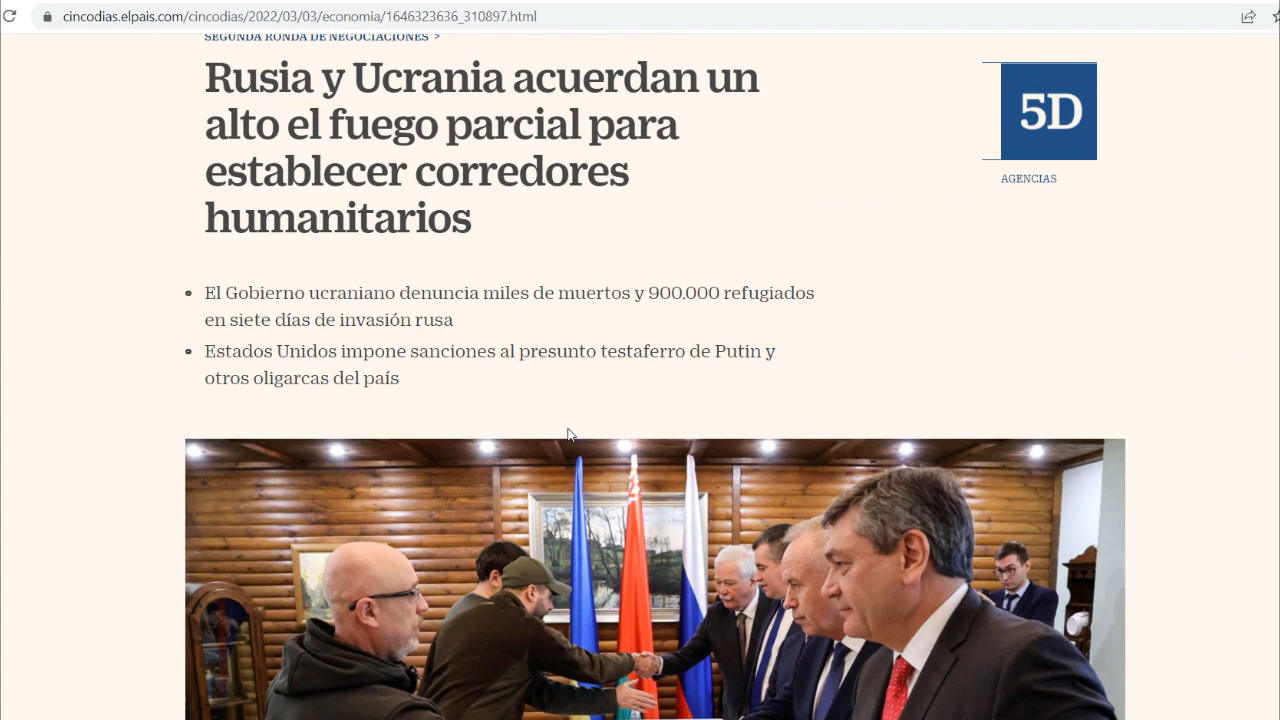 cincodias.elpais.com/cincodias/2022/03/03/economia/1646323636_310897.html
SEGUNDA RONDA DE NEGOCIACIONES >
Rusia y Ucrania acuerdan un
alto el fuego parcial para
establecer corredores
humanitarios
5D
AGENCIAS
El Gobierno ucraniano denuncia miles de muertos y 900.000 refugiados
en siete días de invasión rusa
Estados Unidos impone sanciones al presunto testaferro de Putin y
otros oligarcas del país